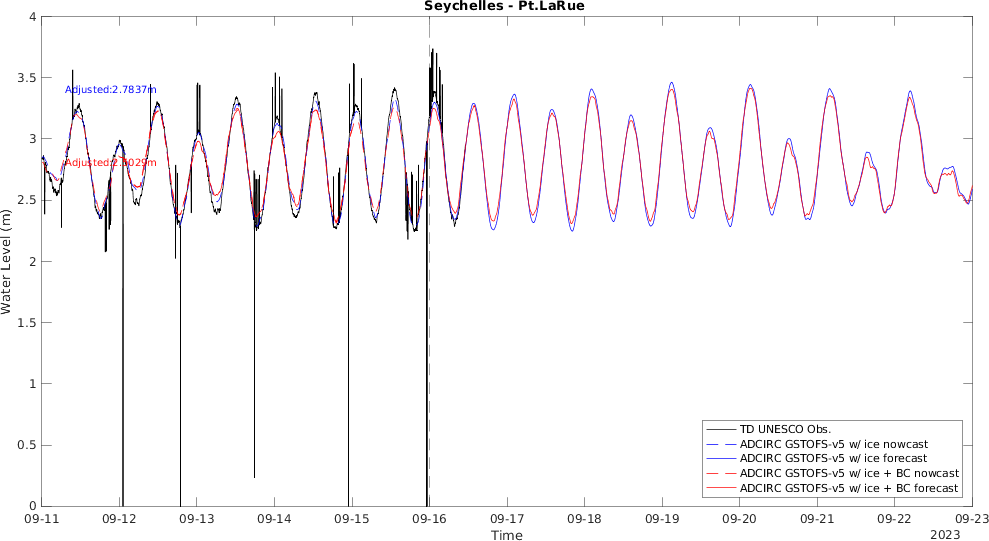 Seychelles - Pt.LaRue
Water Level (m)
4
3.5
3
2.5
2
1.5
1
0.5
0
Adjusted:2.7837m
09-11
09-12
09-13
09-14
09-15
09-16
09-17
09-18
09-19
09-20
09-21
09-22
09-23
Time
2023
TD UNESCO Obs.
ADCIRC GSTOFS-v5 w/ ice nowcast
ADCIRC GSTOFS-v5 w/ ice forecast
ADCIRC GSTOFS-v5 w/ ice + BC nowcast
ADCIRC GSTOFS-v5 w/ ice + BC forecast